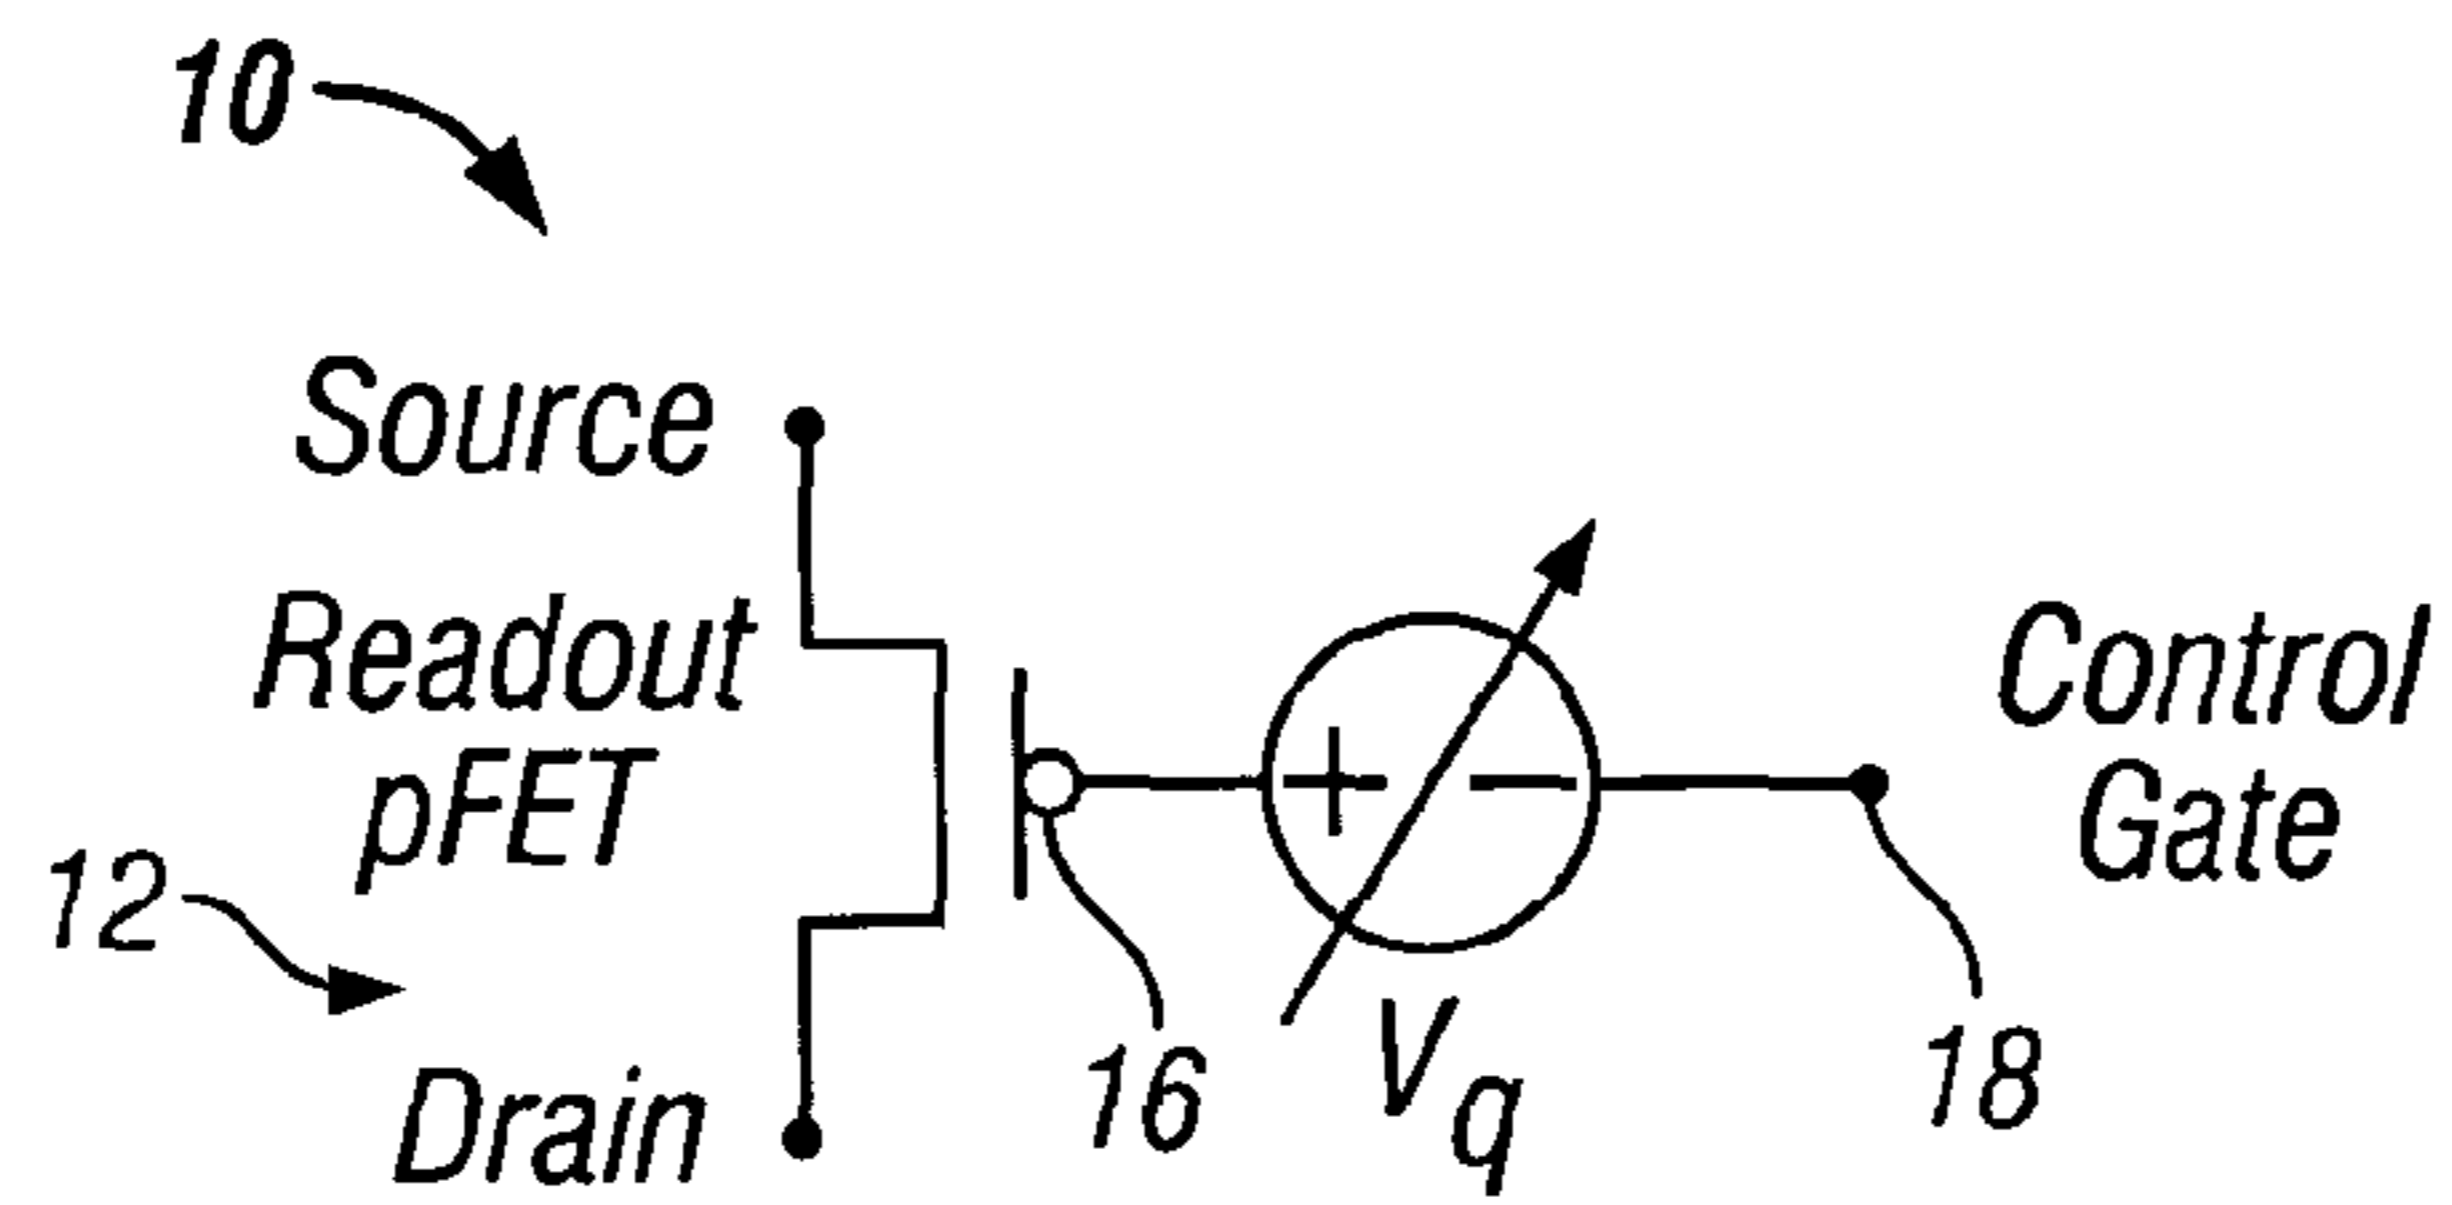 10
Source
Readout
pFET
12
Drain
+ −
16
Vq
18
Control
Gate